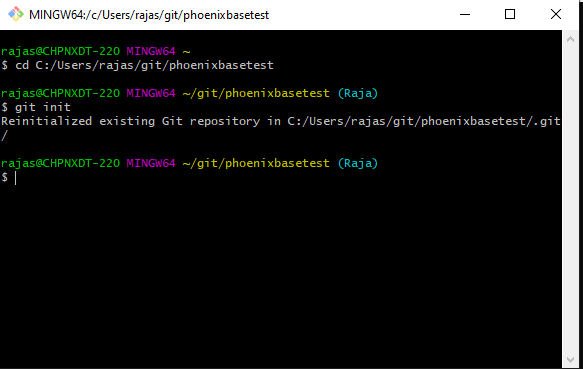 MINGW64:/c/Users/rajas/git/phoenixbasetest
rajas@CHPNXDT-220 MINGW64 ~
$ cd C:/Users/rajas/git/phoenixbasetest
rajas@CHPNXDT-220 MINGW64 ~/git/phoenixbasetest (Raja)
$ git init
Reinitialized existing Git repository in C:/Users/rajas/git/phoenixbasetest/.git
/
rajas@CHPNXDT-220 MINGW64 ~/git/phoenixbasetest (Raja)
$